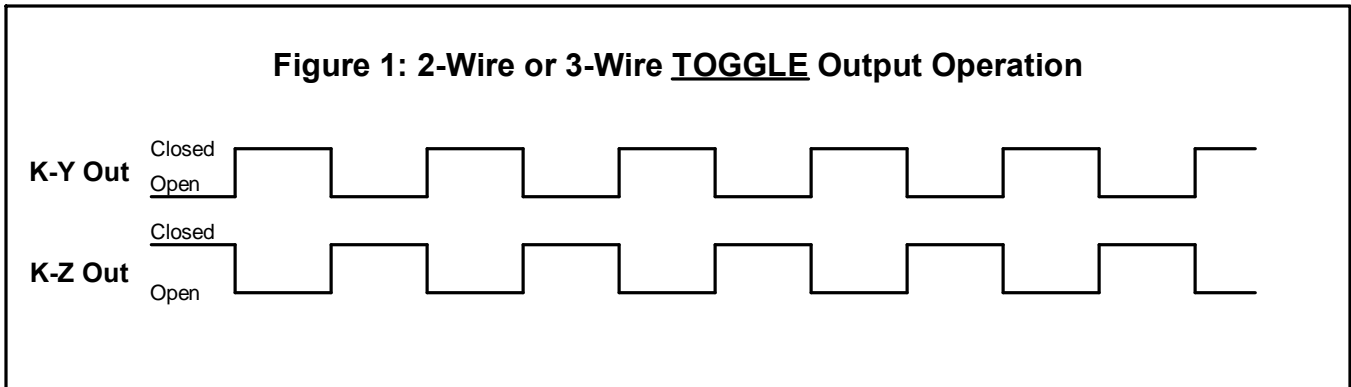 Figure 1: 2-Wire or 3-Wire TOGGLE Output Operation
Closed
K-Y Out
Open
Closed
K-Z Out
Open